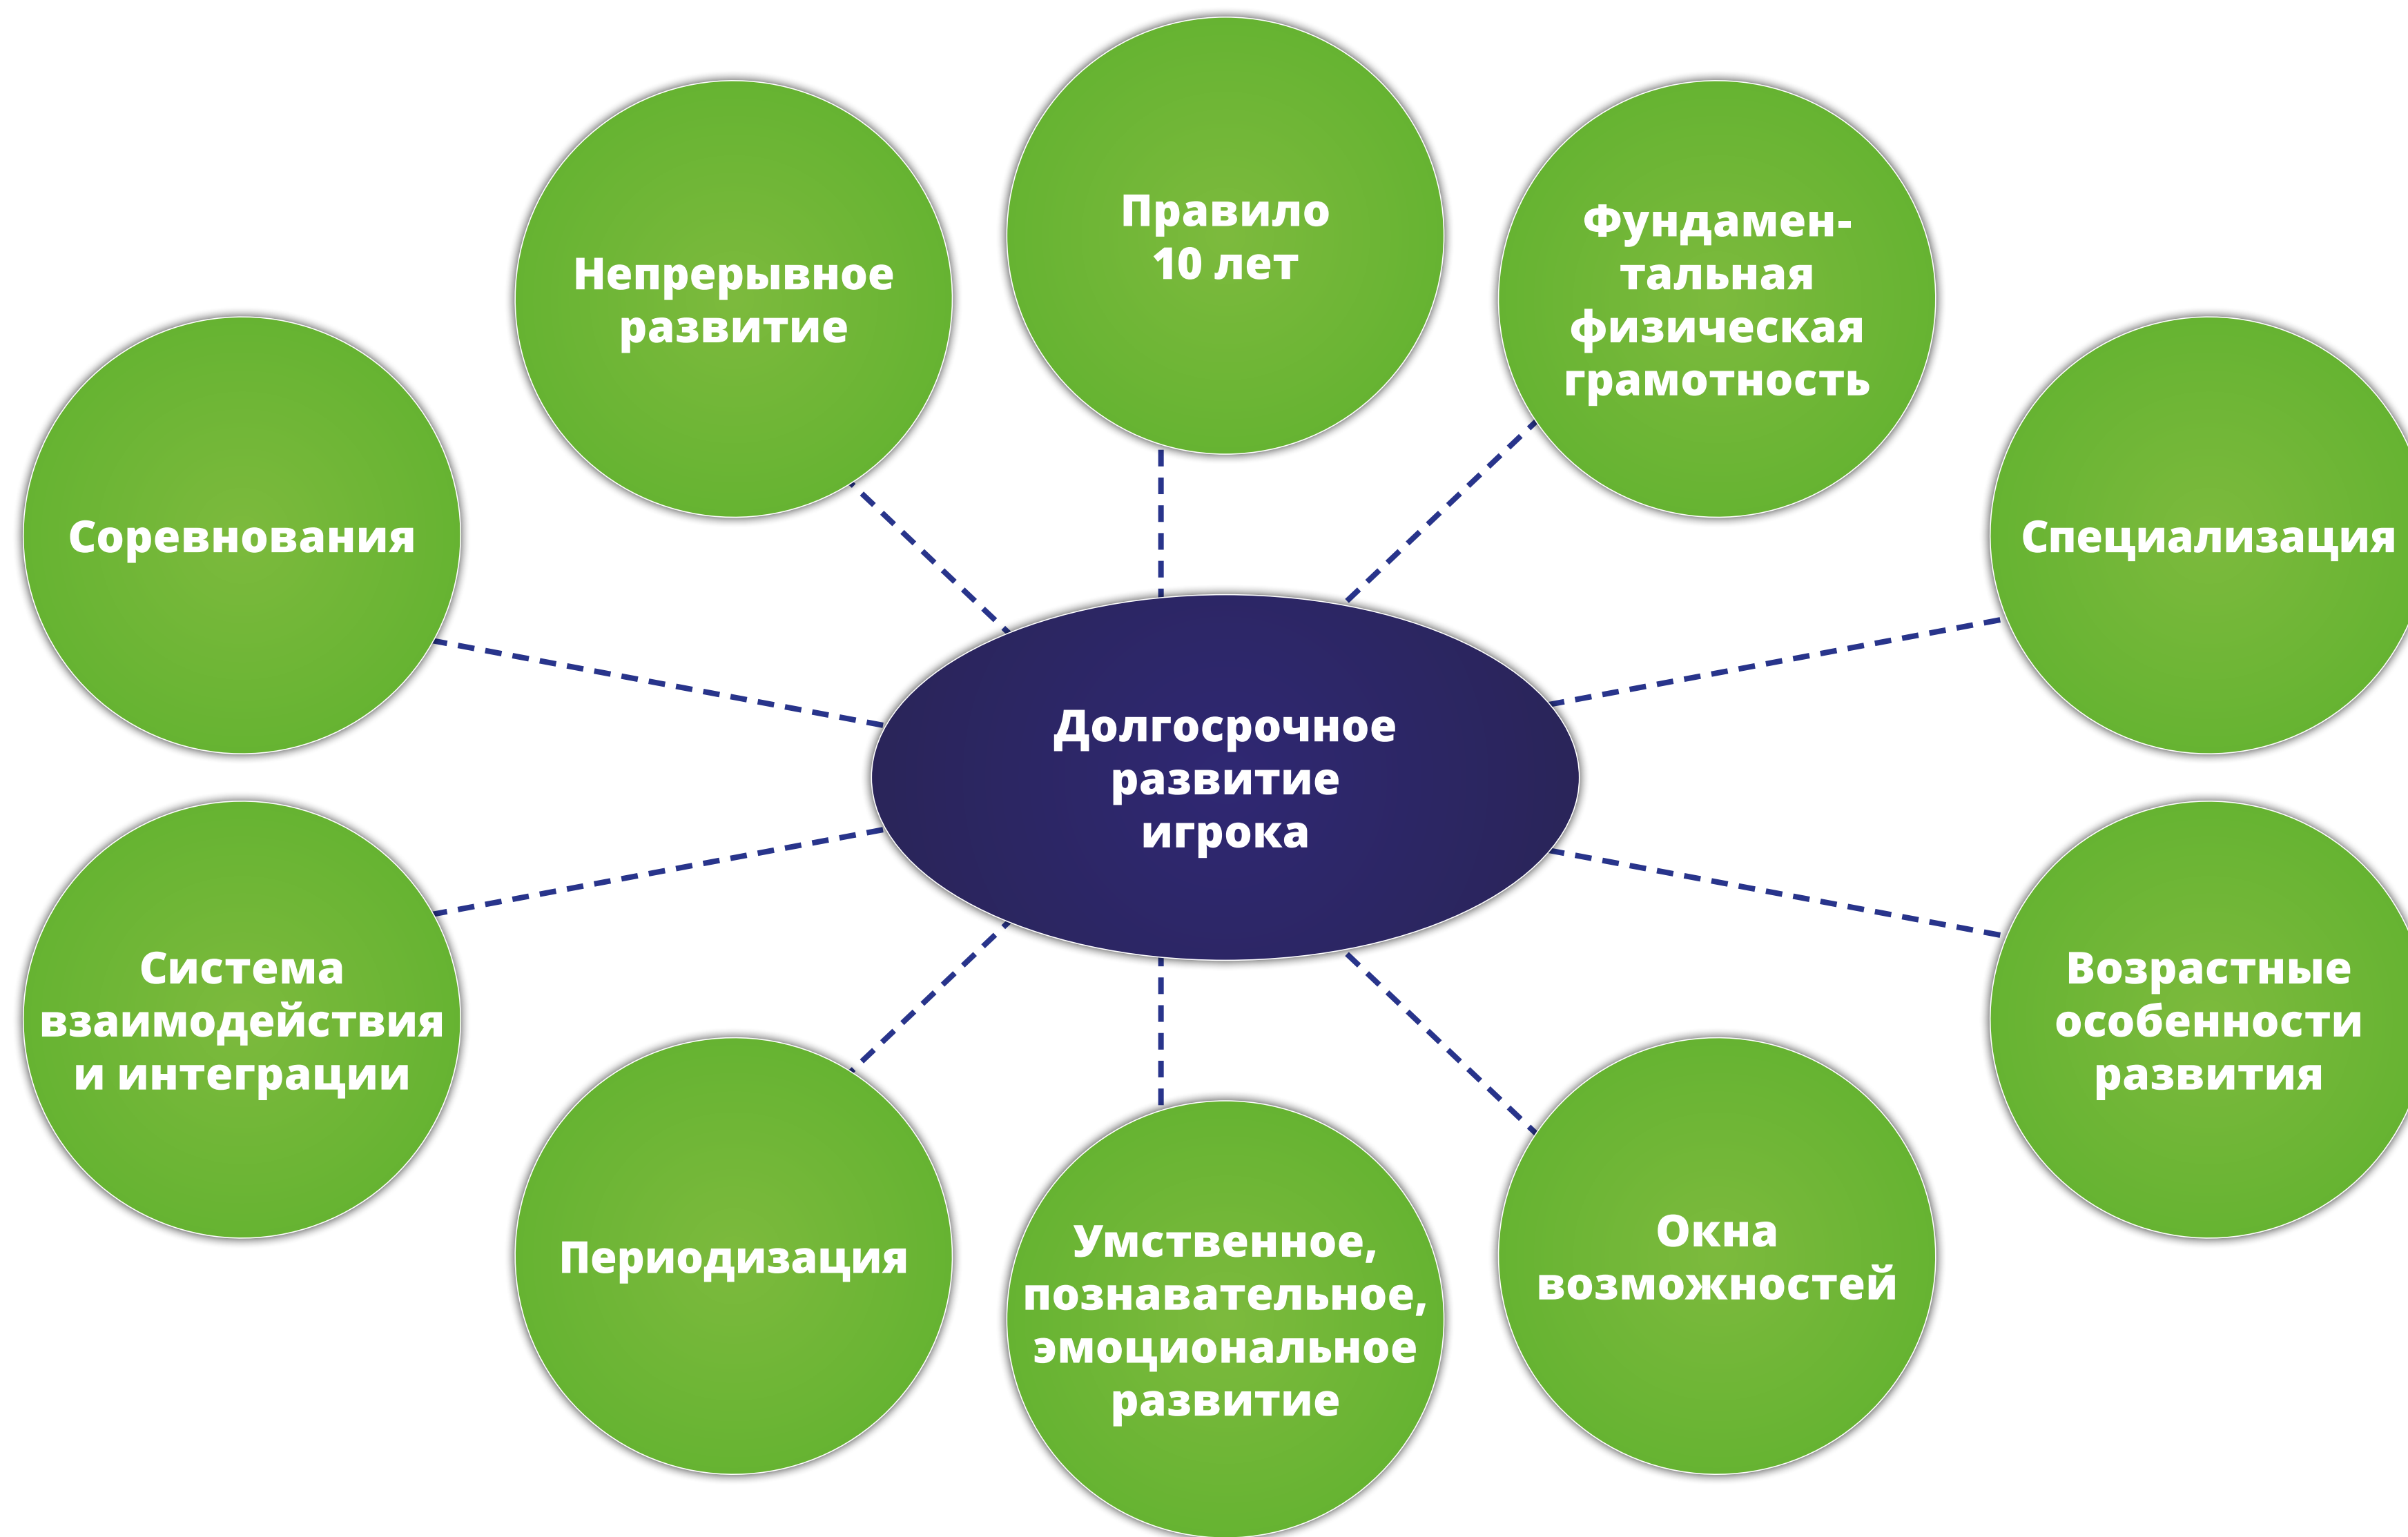 Правило
10 лет
Непрерывное
развитие
Фундамен-
тальная
физическая
грамотность
Соревнования
Специализация
Долгосрочное
развитие
игрока
Система
взаимодействия
и интеграции
Возрастные
особенности
развития
Периодизация
Умственное,
познавательное,
эмоциональное
развитие
Окна
возможностей